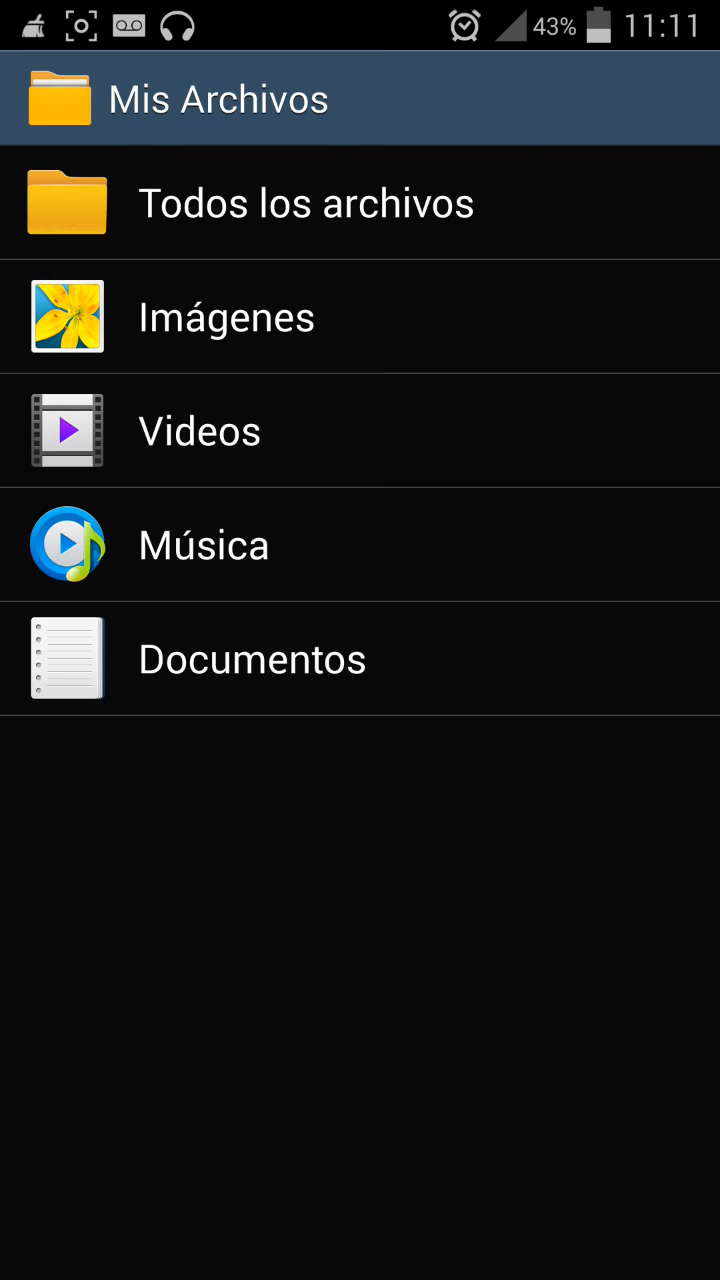 43% 11:11
Mis Archivos
Todos los archivos
Imágenes
Videos
Música
Documentos